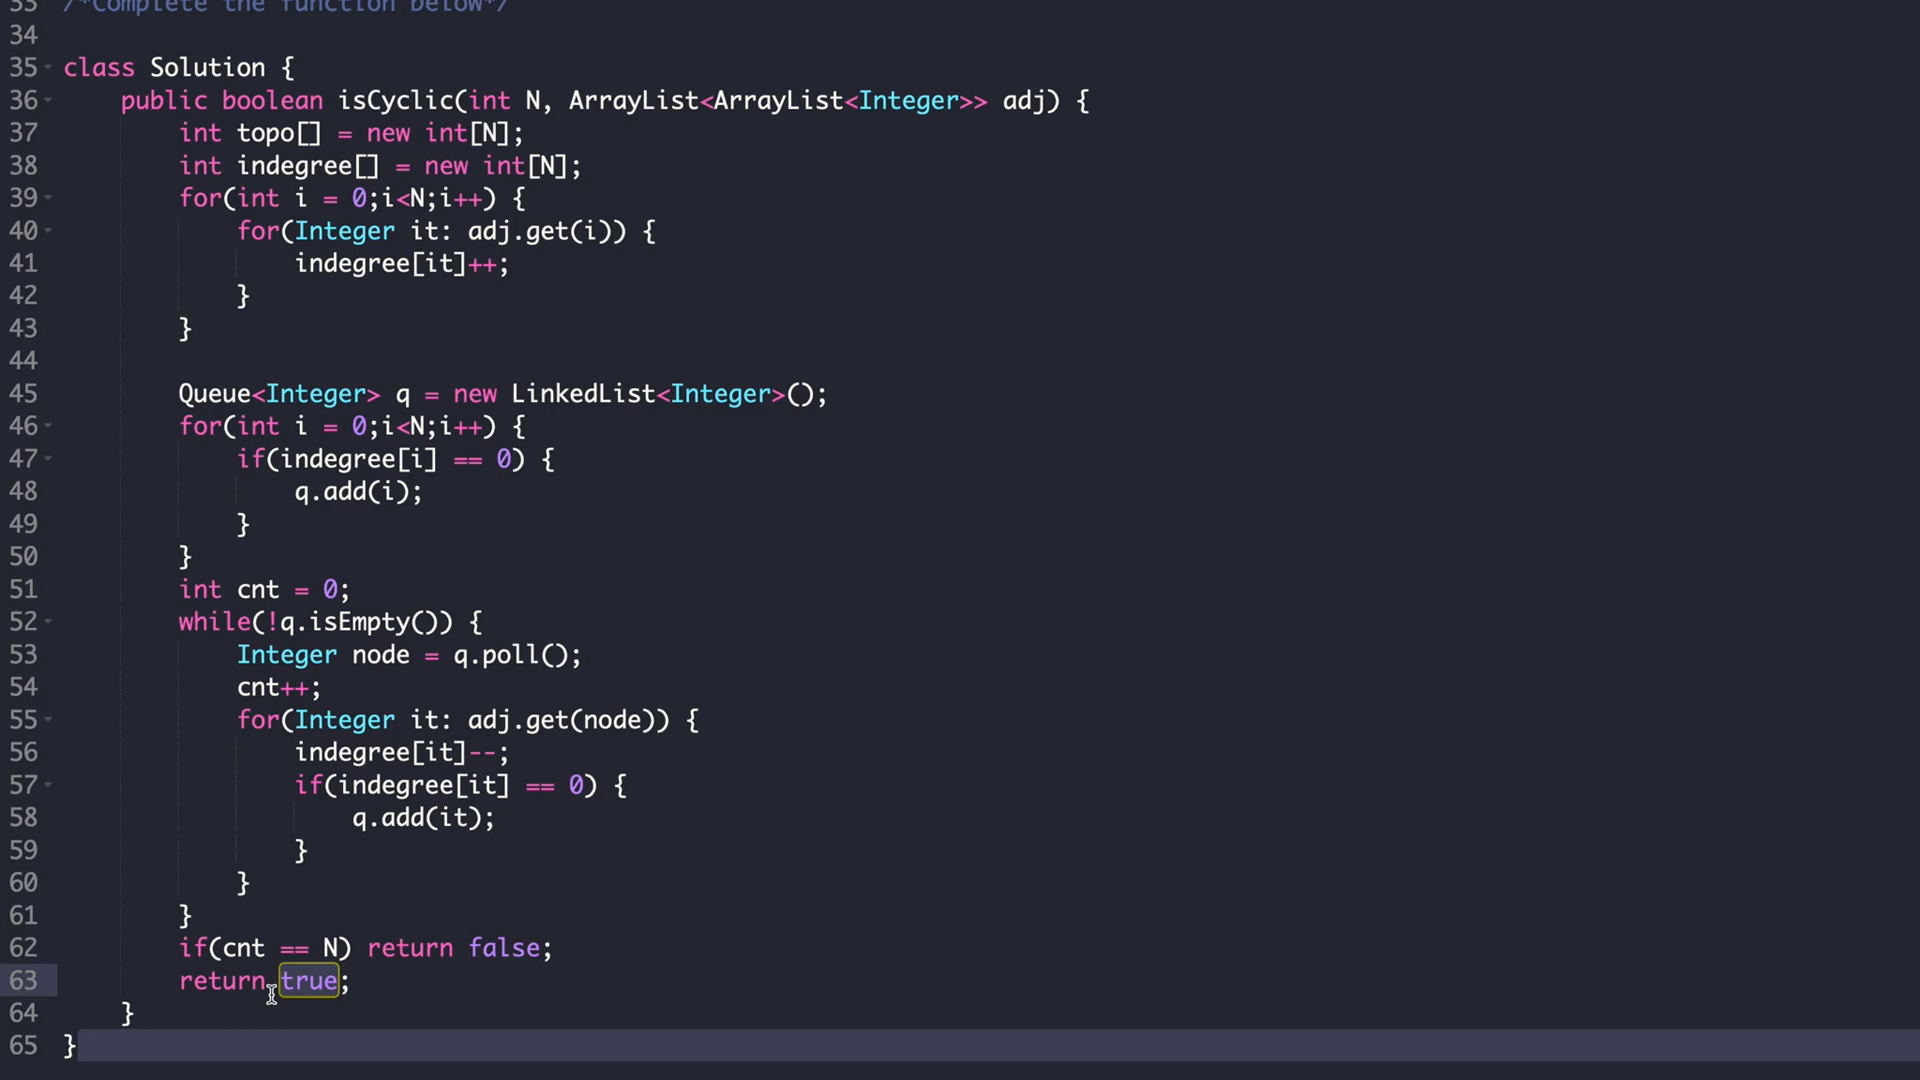 33 /*Complete the function below*/
34
35 class Solution {
36 public boolean isCyclic(int N, ArrayList<ArrayList<Integer>> adj) {
37 int topo[] = new int[N];
38 int indegree[] = new int[N];
39 for(int i = 0;i<N;i++) {
40 for(Integer it: adj.get(i)) {
41 indegree[it]++;
42 }
43 }
44
45 Queue<Integer> q = new LinkedList<Integer>();
46 for(int i = 0;i<N;i++) {
47 if(indegree[i] == 0) {
48 q.add(i);
49 }
50 }
51 int cnt = 0;
52 while(!q.isEmpty()) {
53 Integer node = q.poll();
54 cnt++;
55 for(Integer it: adj.get(node)) {
56 indegree[it]--;
57 if(indegree[it] == 0) {
58 q.add(it);
59 }
60 }
61 }
62 if(cnt == N) return false;
63 return true;
64 }
65 }